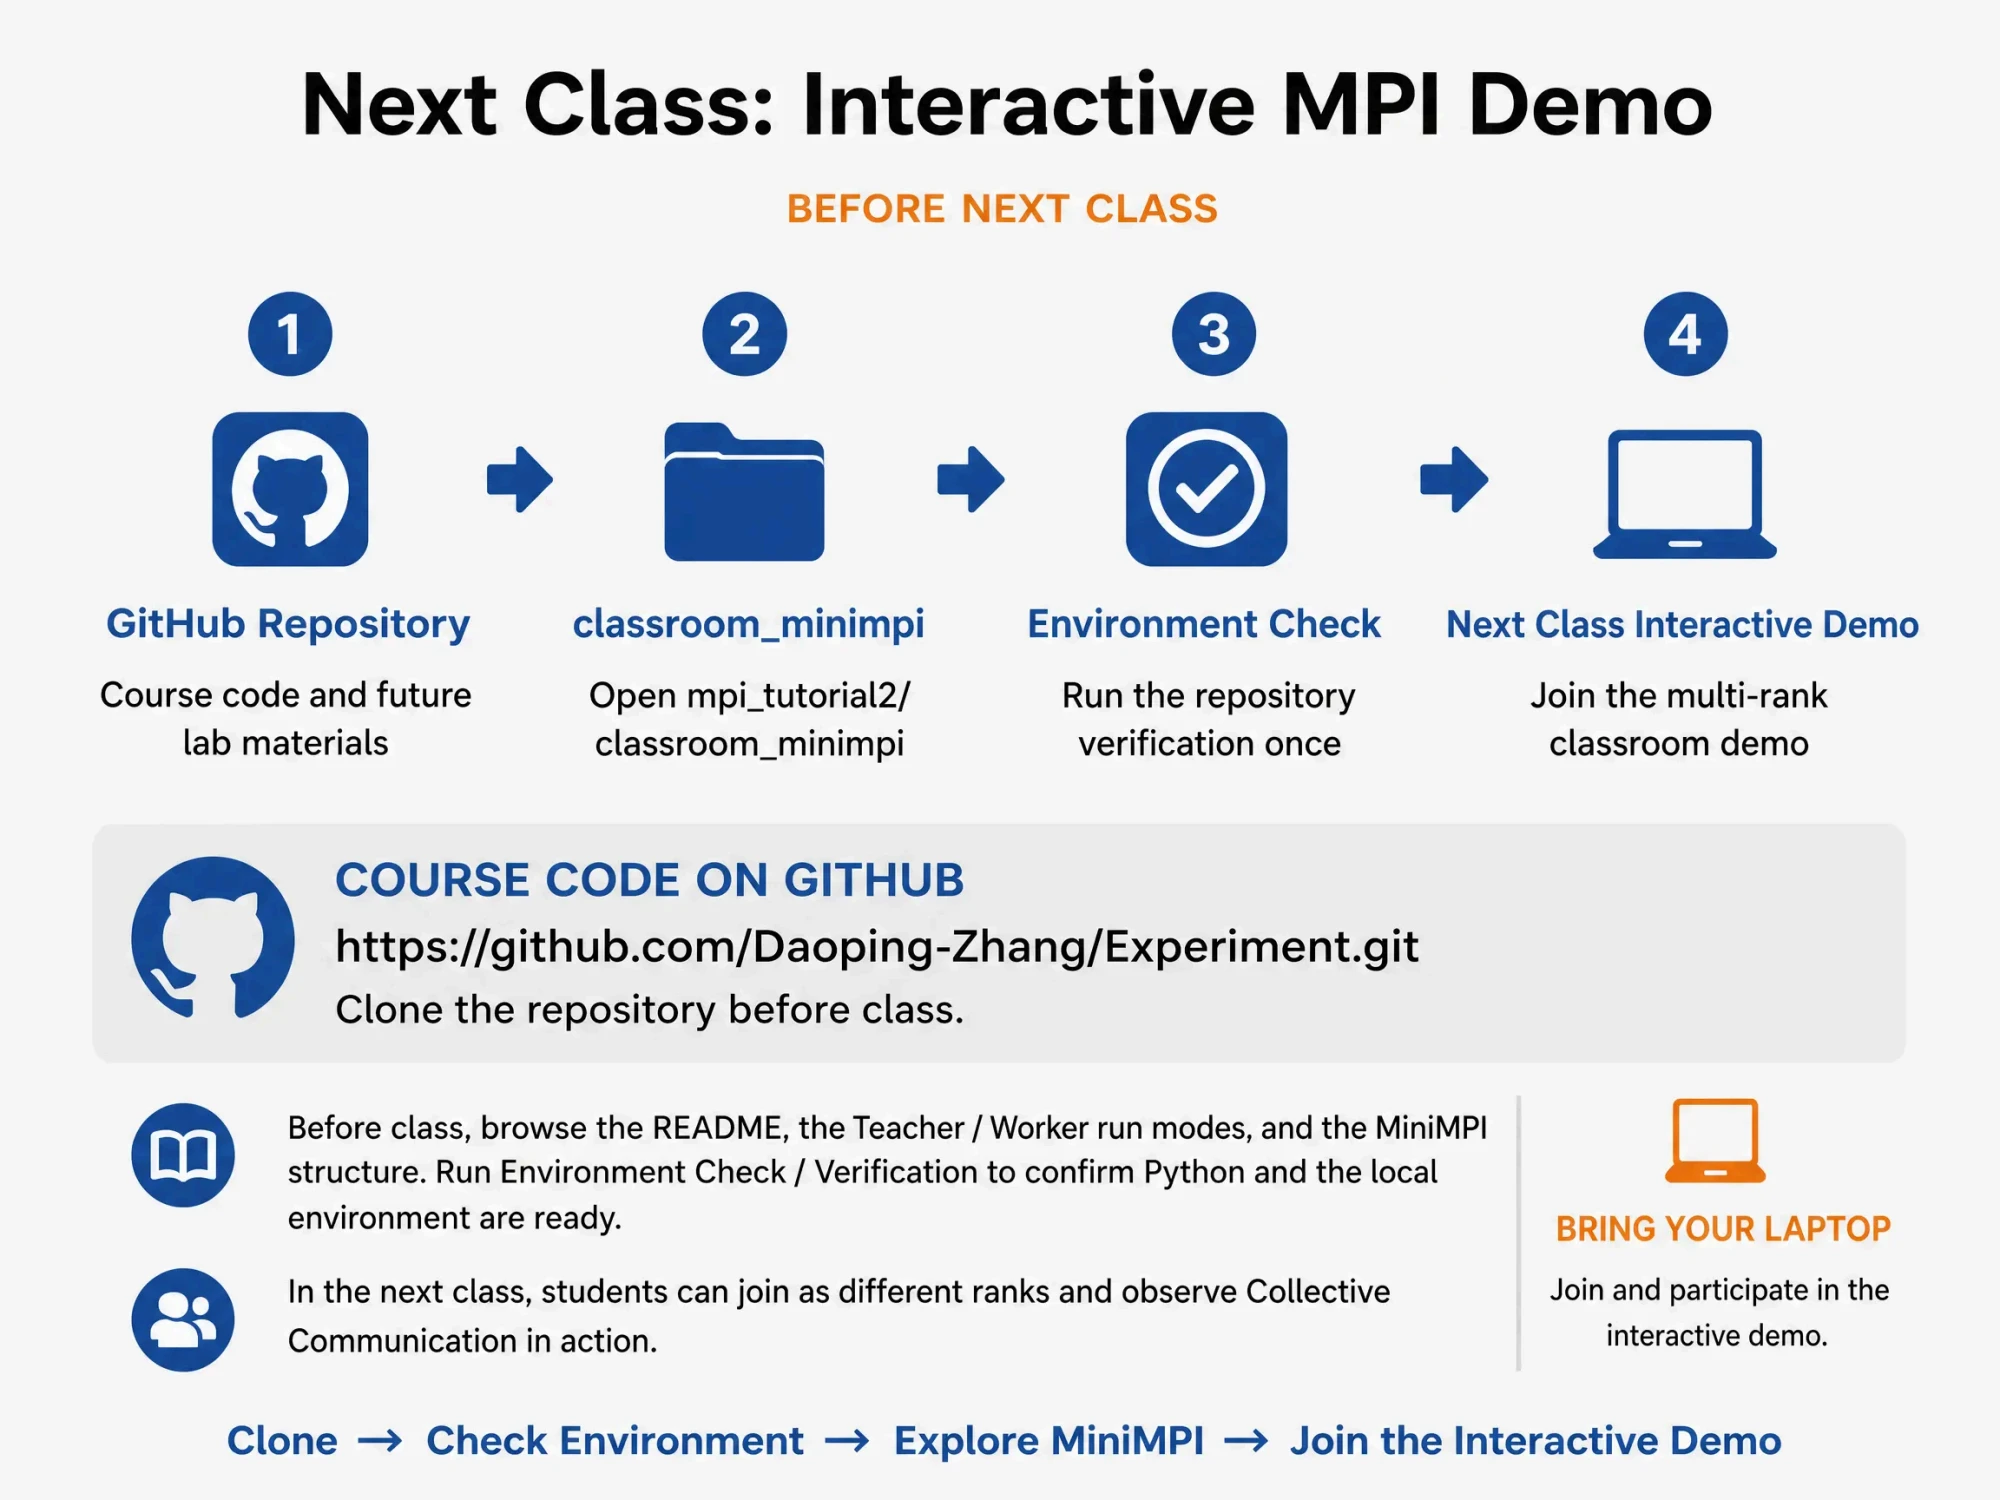 Next Class: Interactive MPI Demo
BEFORE NEXT CLASS
1
2
3
4
GitHub Repository
Course code and future
lab materials
classroom_minimpi
Open mpi_tutorial2/
classroom_minimpi
Environment Check
Run the repository
verification once
Next Class Interactive Demo
Join the multi-rank
classroom demo
COURSE CODE ON GITHUB
https://github.com/Daoping-Zhang/Experiment.git
Clone the repository before class.
Before class, browse the README, the Teacher / Worker run modes, and the MiniMPI
structure. Run Environment Check / Verification to confirm Python and the local
environment are ready.
In the next class, students can join as different ranks and observe Collective
Communication in action.
BRING YOUR LAPTOP
Join and participate in the
interactive demo.
Clone → Check Environment → Explore MiniMPI → Join the Interactive Demo